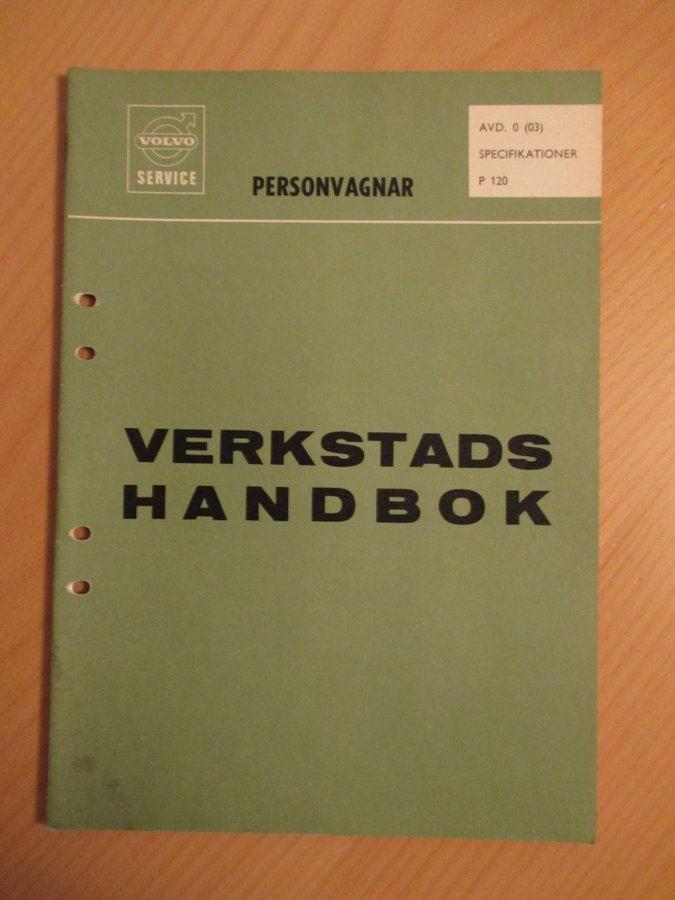 VOLVO
SERVICE
PERSONVAGNAR
AVD. 0 (03)
SPECIFIKATIONER
P 120
VERKSTADS
HANDBOK